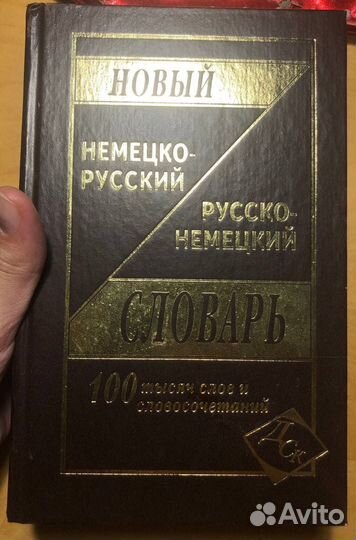 НОВЫЙ
НЕМЕЦКО-
РУССКИЙ
РУССКО-
НЕМЕЦКИЙ
СЛОВАРЬ
100 тысяч слов и
словосочетаний
ДСК
Avito